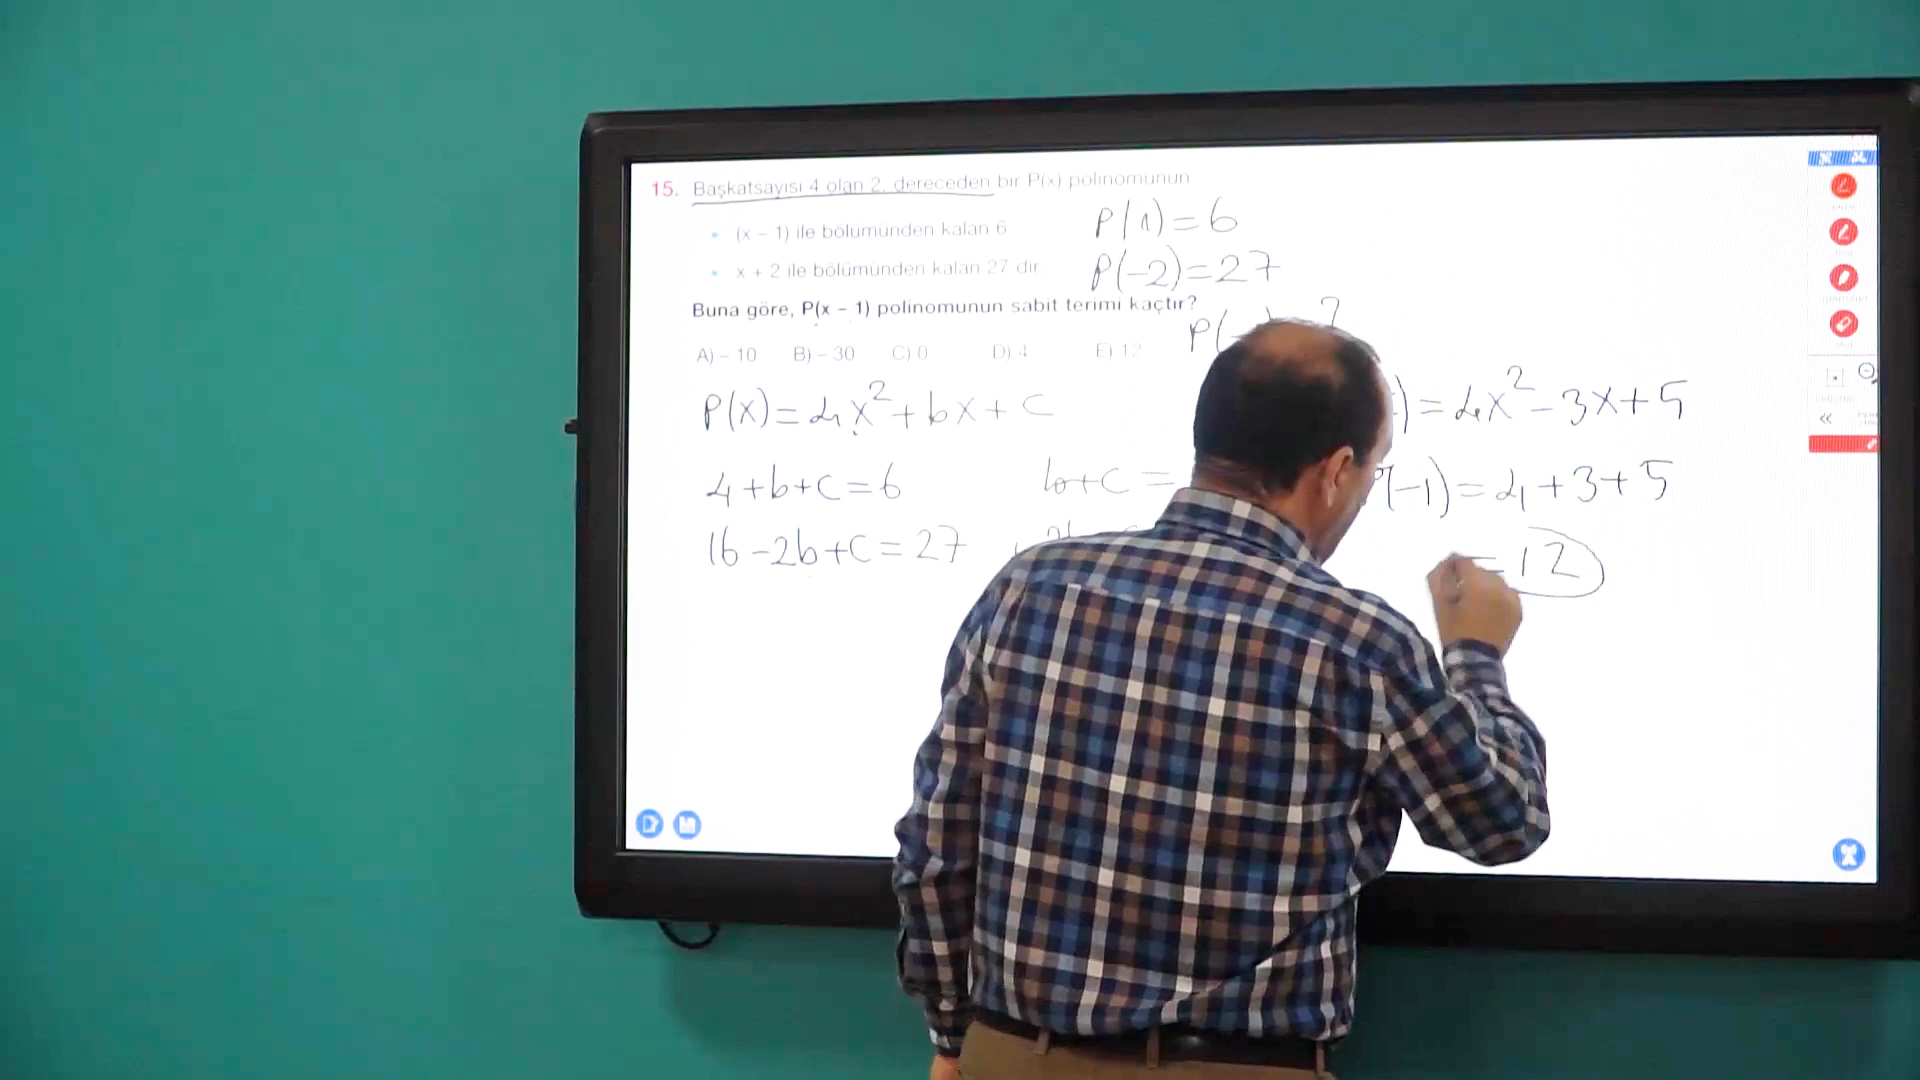 15. Başkatsayısı 4 olan 2. dereceden bir P(x) polinomunun
• (x – 1) ile bölümünden kalan 6
P(1)=6
• x + 2 ile bölümünden kalan 27 dir.
P(-2)=27
Buna göre, P(x – 1) polinomunun sabit terimi kaçtır?
P(
?
A) – 10 B) – 30 C) 0 D) 4 E) 12
P(x)=4x²+bx+c
)=4x²-3x+5
4+b+c=6
b+c=
(-1)=4+3+5
16-2b+c=27
=12